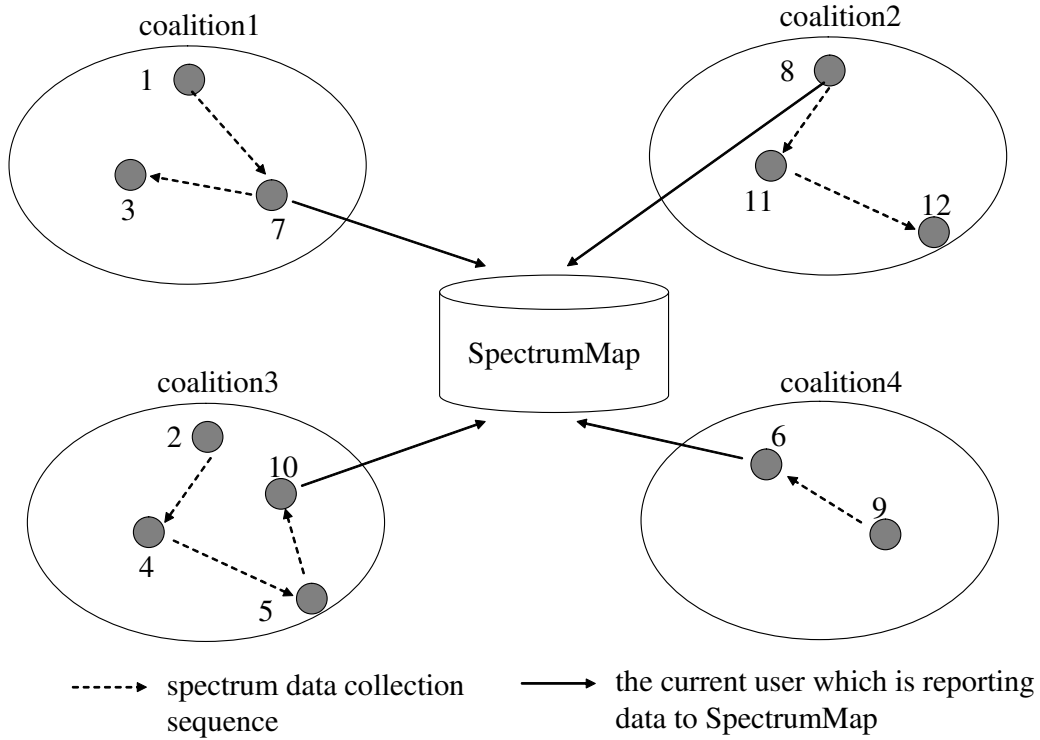 coalition1
coalition2
1
8
3
7
11
12
SpectrumMap
coalition3
coalition4
2
10
6
4
9
5
spectrum data collection
sequence
the current user which is reporting
data to SpectrumMap